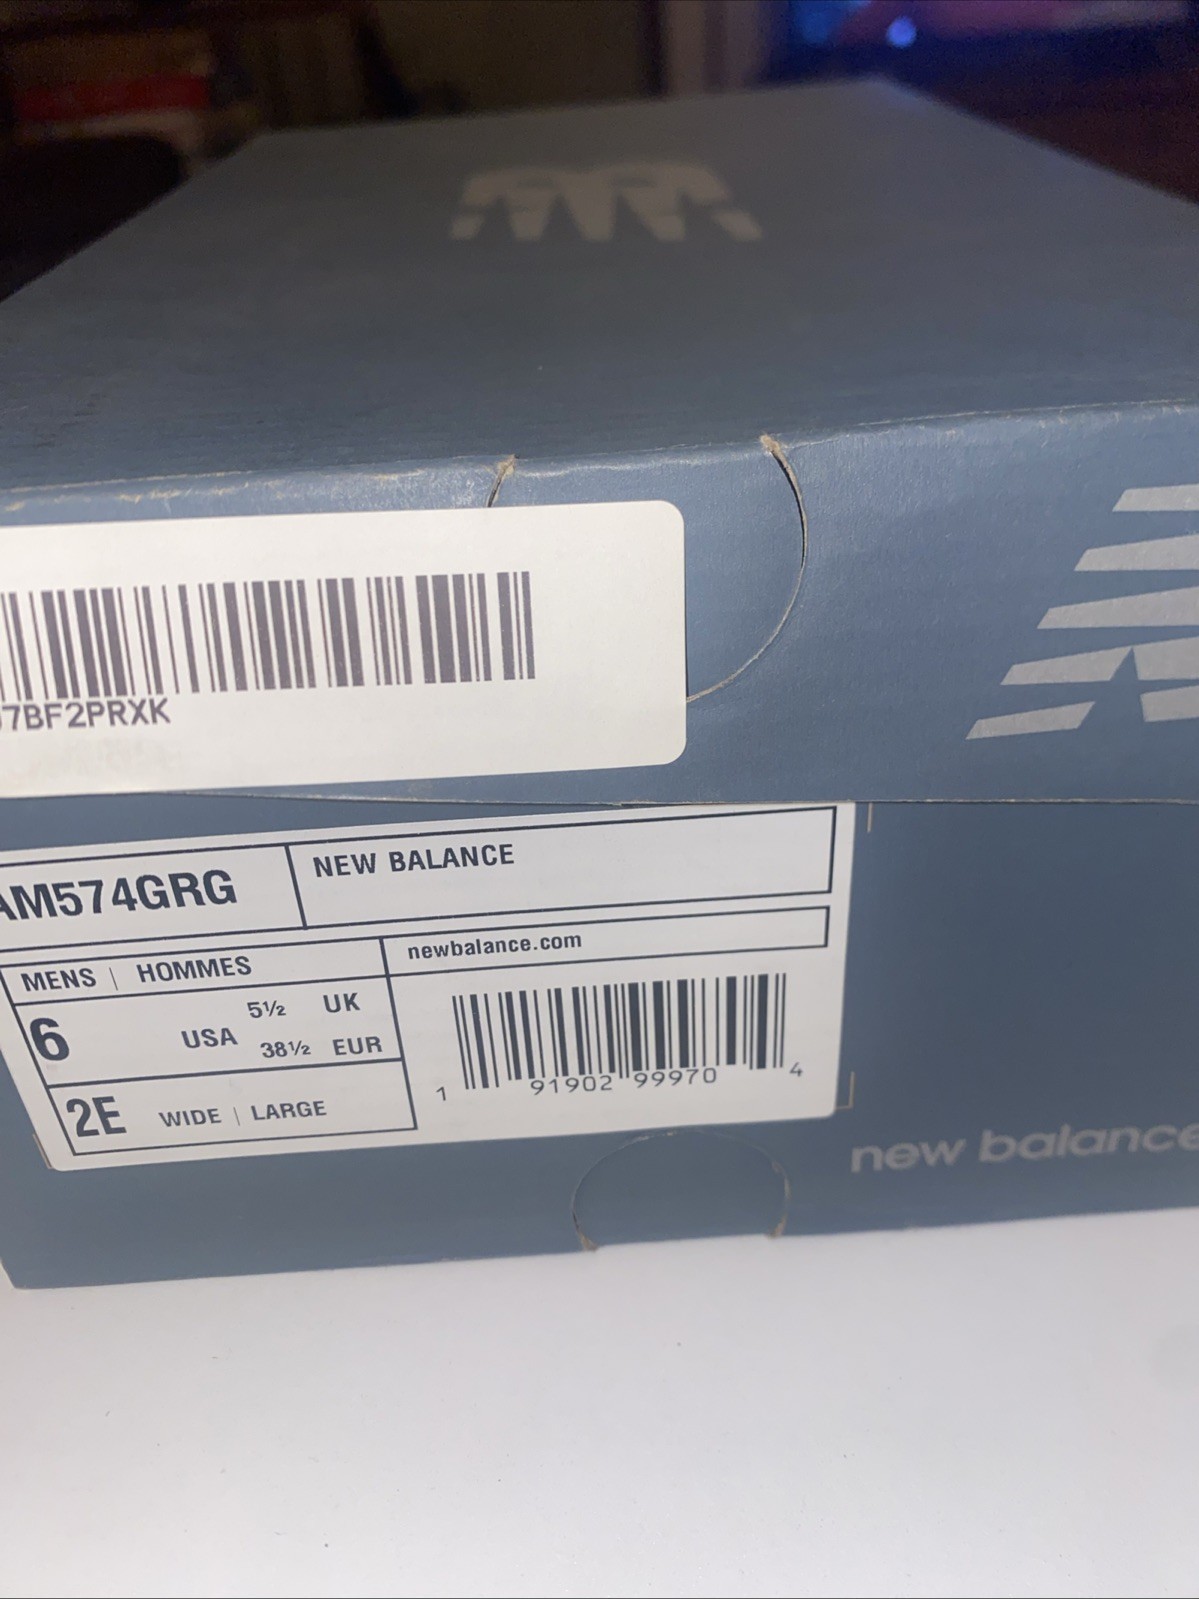 7BF2PRXK
AM574GRG
NEW BALANCE
newbalance.com
MENS | HOMMES
6 USA 5½ UK
38½ EUR
2E WIDE | LARGE
1 91902 99970 4
new balance